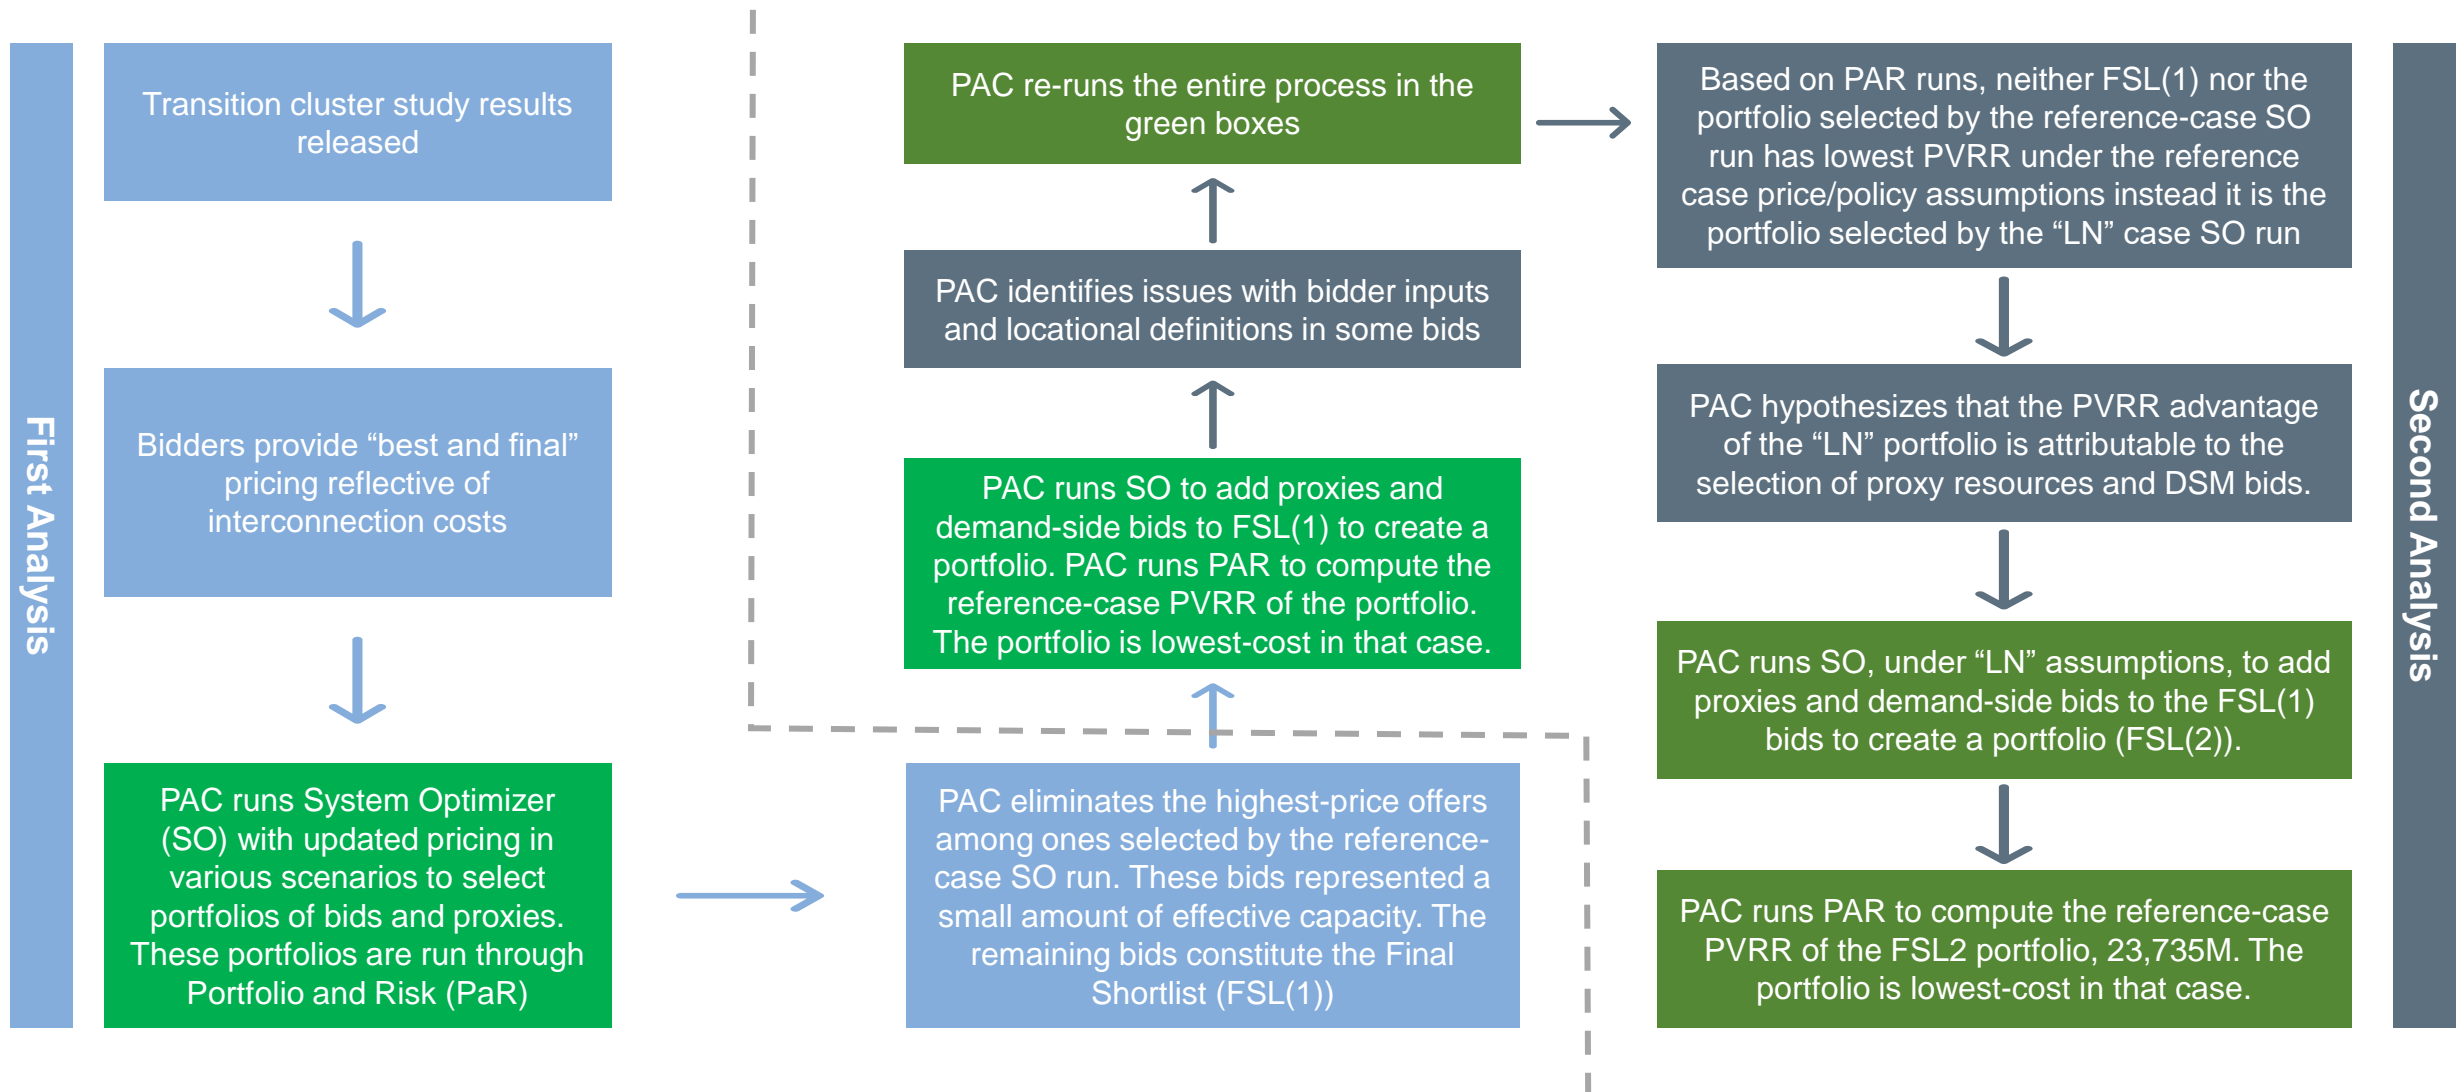 First Analysis
Transition cluster study results
released
Bidders provide “best and final”
pricing reflective of
interconnection costs
PAC runs System Optimizer
(SO) with updated pricing in
various scenarios to select
portfolios of bids and proxies.
These portfolios are run through
Portfolio and Risk (PaR)
PAC eliminates the highest-price offers
among ones selected by the reference-
case SO run. These bids represented a
small amount of effective capacity. The
remaining bids constitute the Final
Shortlist (FSL(1))
PAC runs SO to add proxies and
demand-side bids to FSL(1) to create a
portfolio. PAC runs PAR to compute the
reference-case PVRR of the portfolio.
The portfolio is lowest-cost in that case.
PAC identifies issues with bidder inputs
and locational definitions in some bids
PAC re-runs the entire process in the
green boxes
Based on PAR runs, neither FSL(1) nor the
portfolio selected by the reference-case SO
run has lowest PVRR under the reference
case price/policy assumptions instead it is the
portfolio selected by the “LN” case SO run
PAC hypothesizes that the PVRR advantage
of the “LN” portfolio is attributable to the
selection of proxy resources and DSM bids.
PAC runs SO, under “LN” assumptions, to add
proxies and demand-side bids to the FSL(1)
bids to create a portfolio (FSL(2)).
PAC runs PAR to compute the reference-case
PVRR of the FSL2 portfolio, 23,735M. The
portfolio is lowest-cost in that case.
Second Analysis